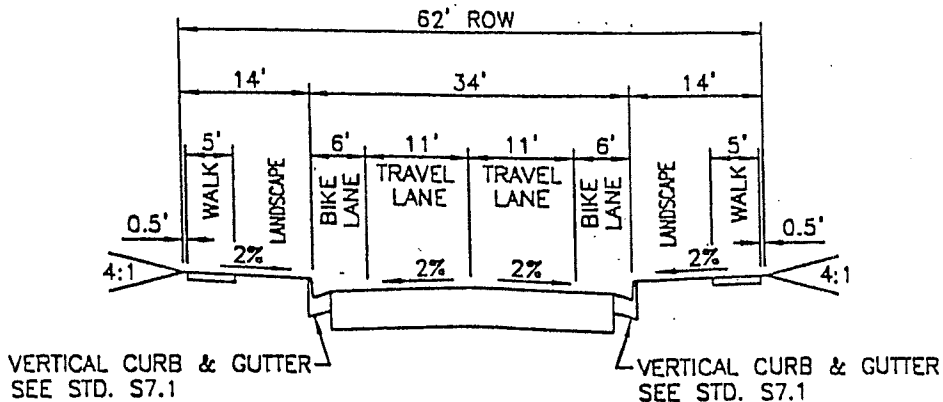 62' ROW
14' 34' 14'
5' 6' 11' 11' 6' 5'
WALK
LANDSCAPE
BIKE LANE
TRAVEL LANE
TRAVEL LANE
BIKE LANE
LANDSCAPE
WALK
0.5' 0.5'
4:1 2% 2% 2% 2% 4:1
VERTICAL CURB & GUTTER
SEE STD. S7.1
VERTICAL CURB & GUTTER
SEE STD. S7.1